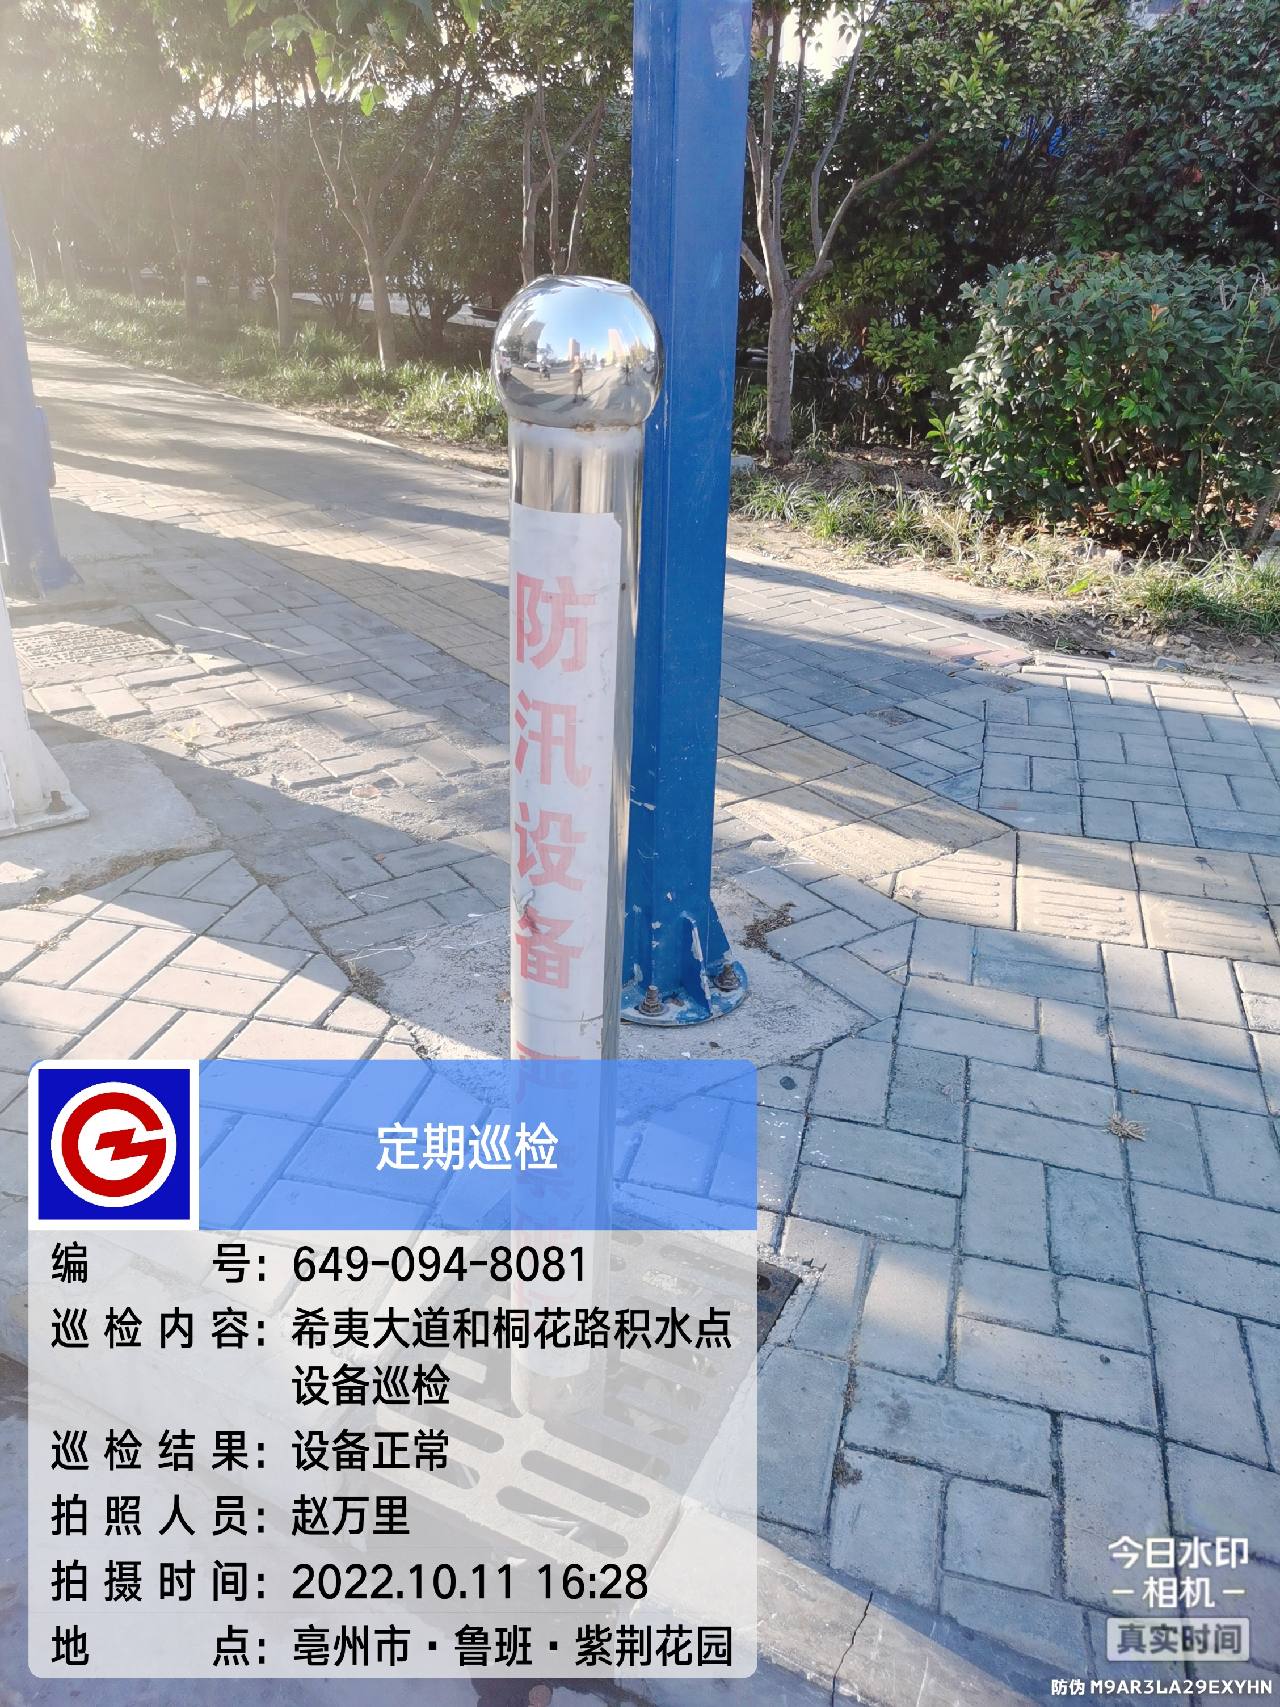 防汛设备 严
定期巡检
编号：649-094-8081
巡检内容：希夷大道和桐花路积水点
设备巡检
巡检结果：设备正常
拍照人员：赵万里
拍摄时间：2022.10.11 16:28
地点：亳州市·鲁班·紫荆花园
今日水印
相机
真实时间
防伪 M9AR3LA29EXYHN